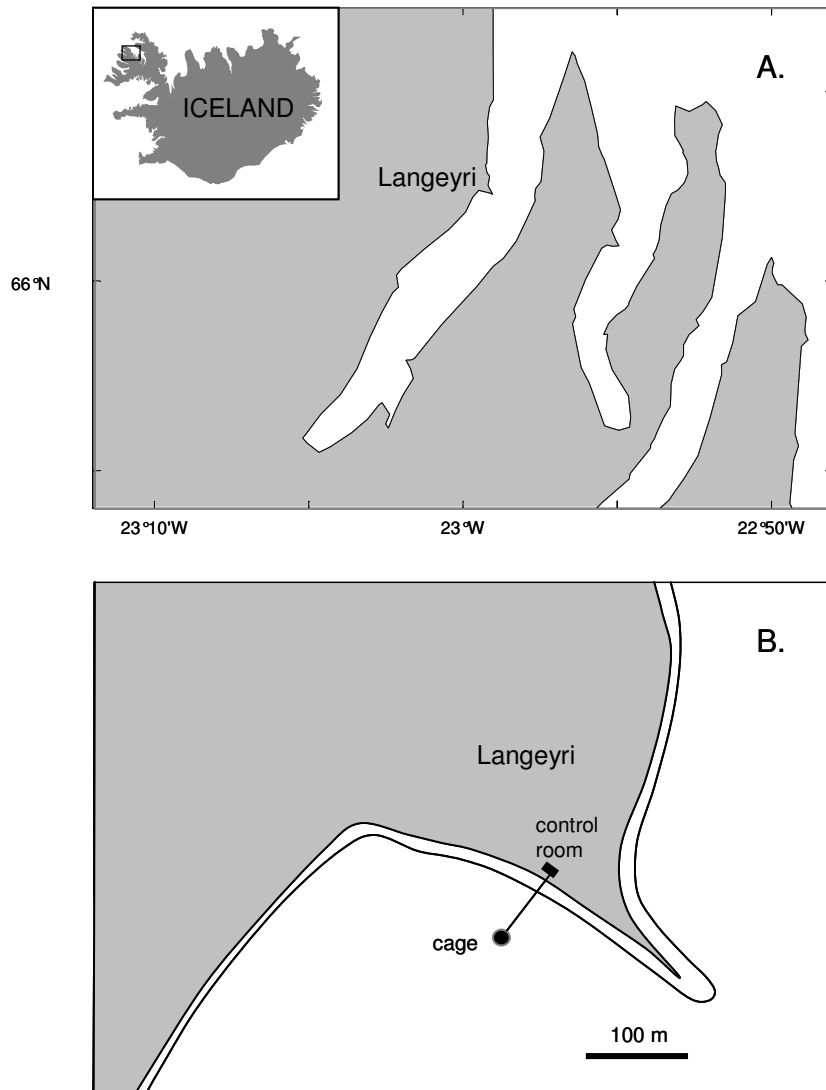 A.
ICELAND
Langeyri
66°N
23°10'W
23°W
22°50'W
B.
Langeyri
control
room
cage
100 m